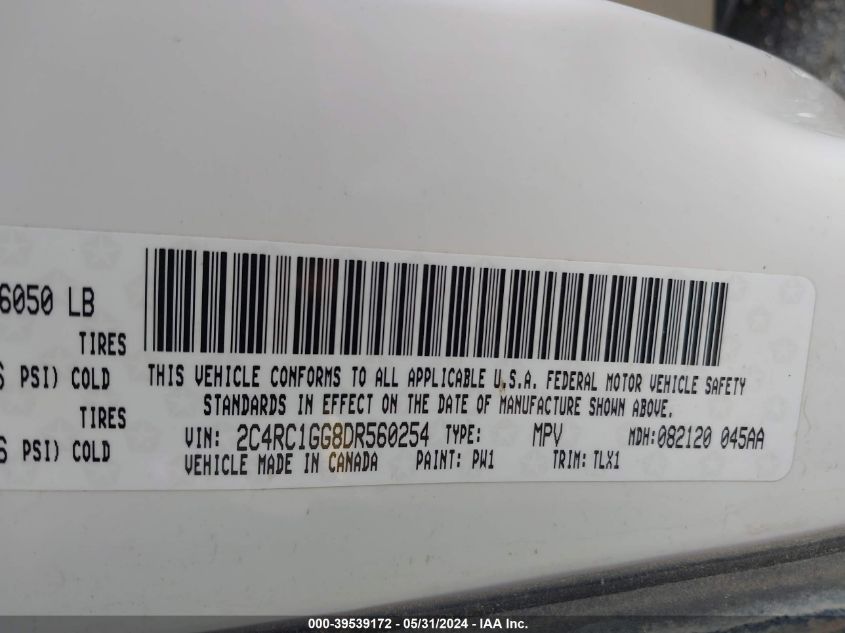 6050 LB
TIRES
PSI) COLD
TIRES
PSI) COLD
THIS VEHICLE CONFORMS TO ALL APPLICABLE U.S.A. FEDERAL MOTOR VEHICLE SAFETY
STANDARDS IN EFFECT ON THE DATE OF MANUFACTURE SHOWN ABOVE.
VIN: 2C4RC1GG8DR560254 TYPE: MPV MDH:082120 045AA
VEHICLE MADE IN CANADA PAINT: PW1 TRIM: TLX1
000-39539172 - 05/31/2024 - IAA Inc.